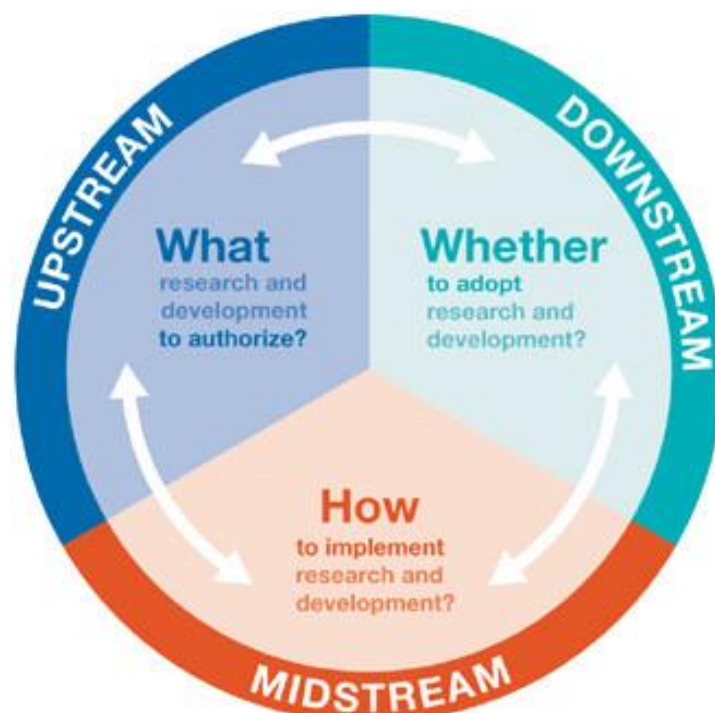 UPSTREAM
What
research and
development
to authorize?
DOWNSTREAM
Whether
to adopt
research and
development?
How
to implement
research and
development?
MIDSTREAM